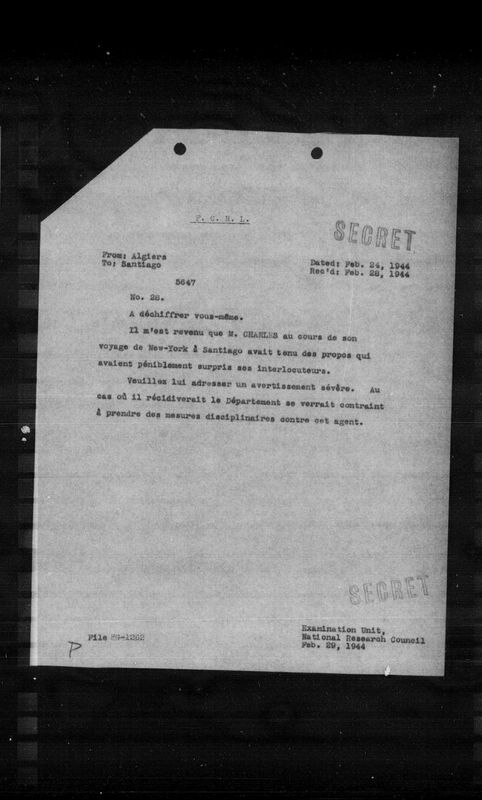 F. C. N. L.
SECRET
From: Algiers
To: Santiago
Dated: Feb. 24, 1944
Rec'd: Feb. 28, 1944
5647
No. 28.
A déchiffrer vous-même.
Il m'est revenu que M. CHARLES au cours de son
voyage de New-York à Santiago avait tenu des propos qui
avaient péniblement surpris ses interlocuteurs.
Veuillez lui adresser un avertissement sévère. Au
cas où il récidiverait le Département se verrait contraint
à prendre des mesures disciplinaires contre cet agent.
SECRET
Examination Unit,
National Research Council
Feb. 29, 1944
P File